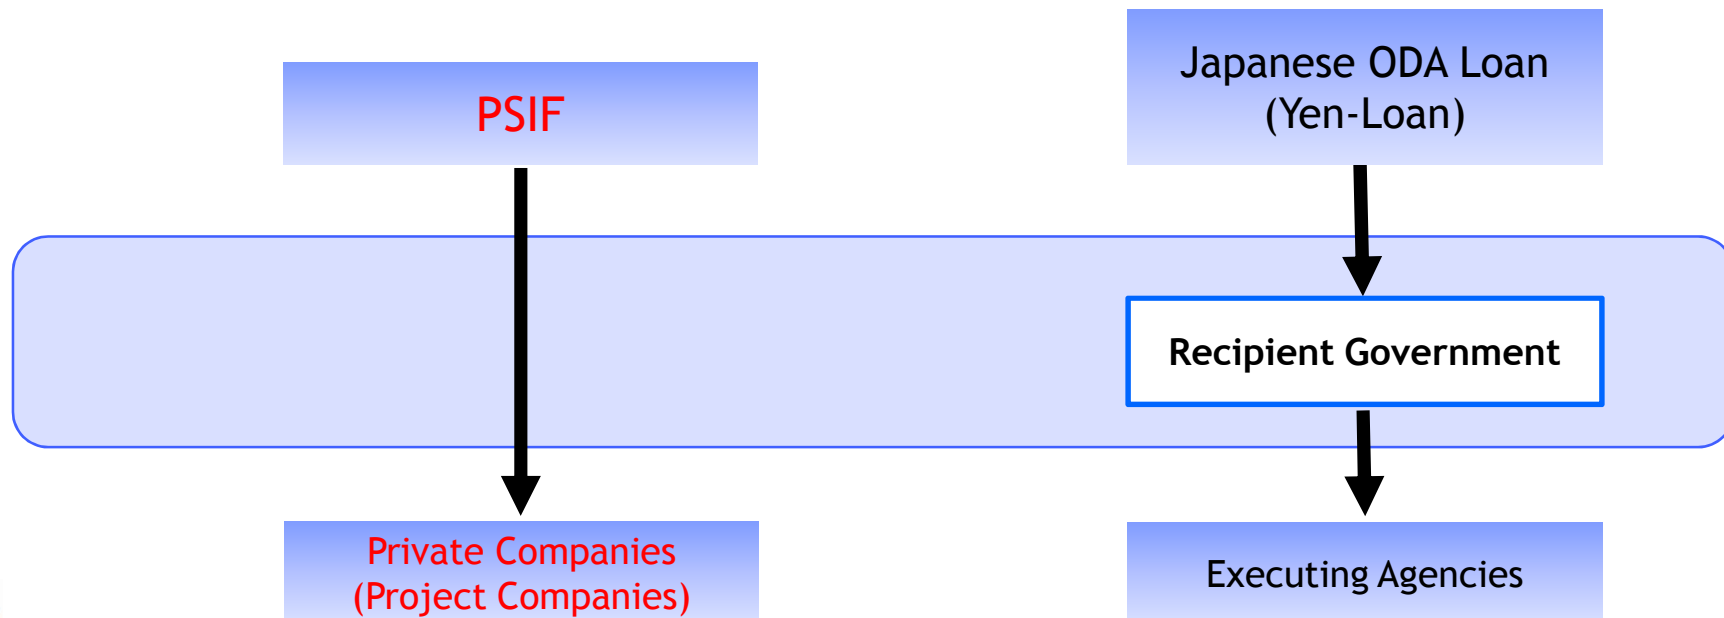 PSIF
Japanese ODA Loan
(Yen-Loan)
Recipient Government
Private Companies
(Project Companies)
Executing Agencies